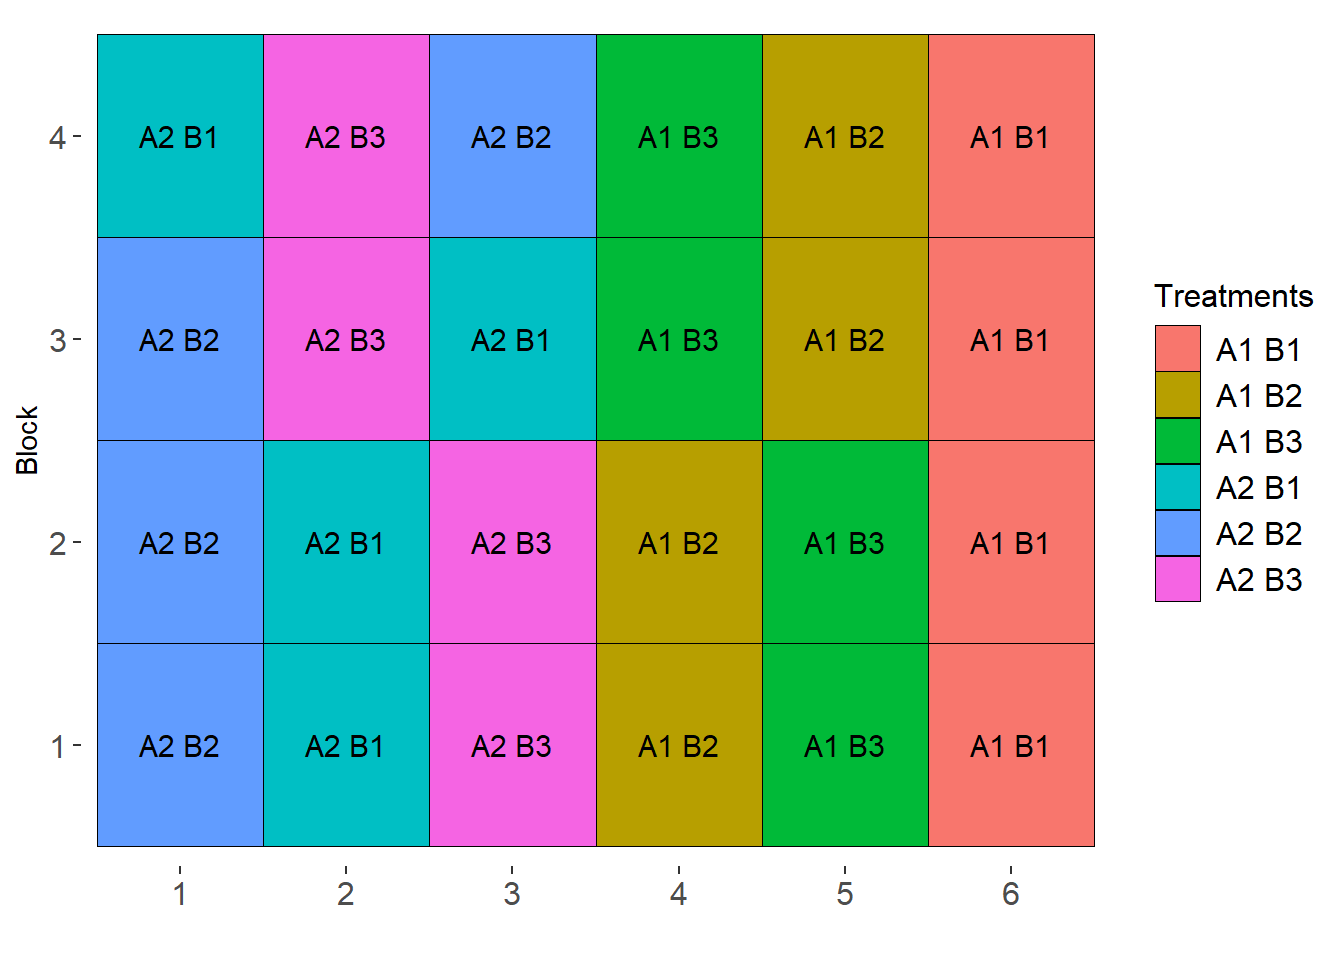 4
A2 B1 A2 B3 A2 B2 A1 B3 A1 B2 A1 B1
3
A2 B2 A2 B3 A2 B1 A1 B3 A1 B2 A1 B1
Block
2
A2 B2 A2 B1 A2 B3 A1 B2 A1 B3 A1 B1
1
A2 B2 A2 B1 A2 B3 A1 B2 A1 B3 A1 B1
1 2 3 4 5 6
Treatments
A1 B1
A1 B2
A1 B3
A2 B1
A2 B2
A2 B3